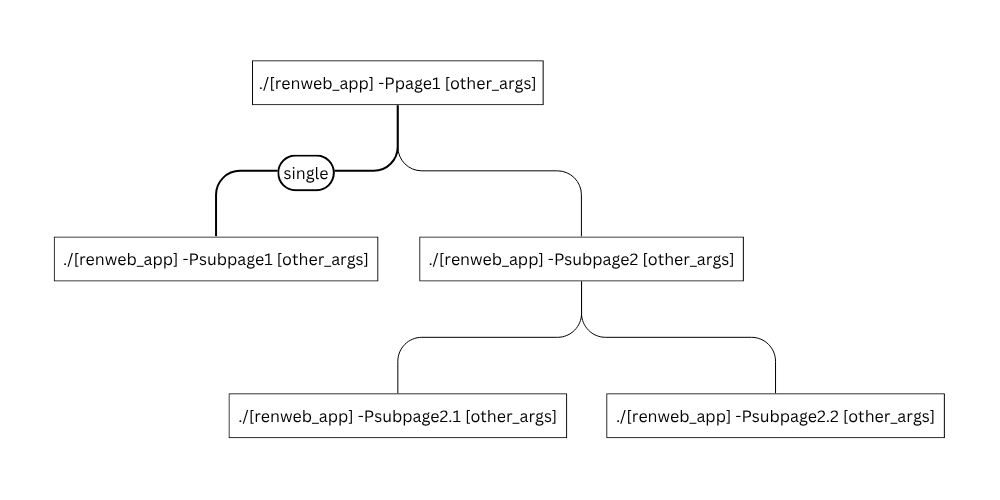 ./[renweb_app] -Ppage1 [other_args]
single
./[renweb_app] -Psubpage1 [other_args]
./[renweb_app] -Psubpage2 [other_args]
./[renweb_app] -Psubpage2.1 [other_args]
./[renweb_app] -Psubpage2.2 [other_args]